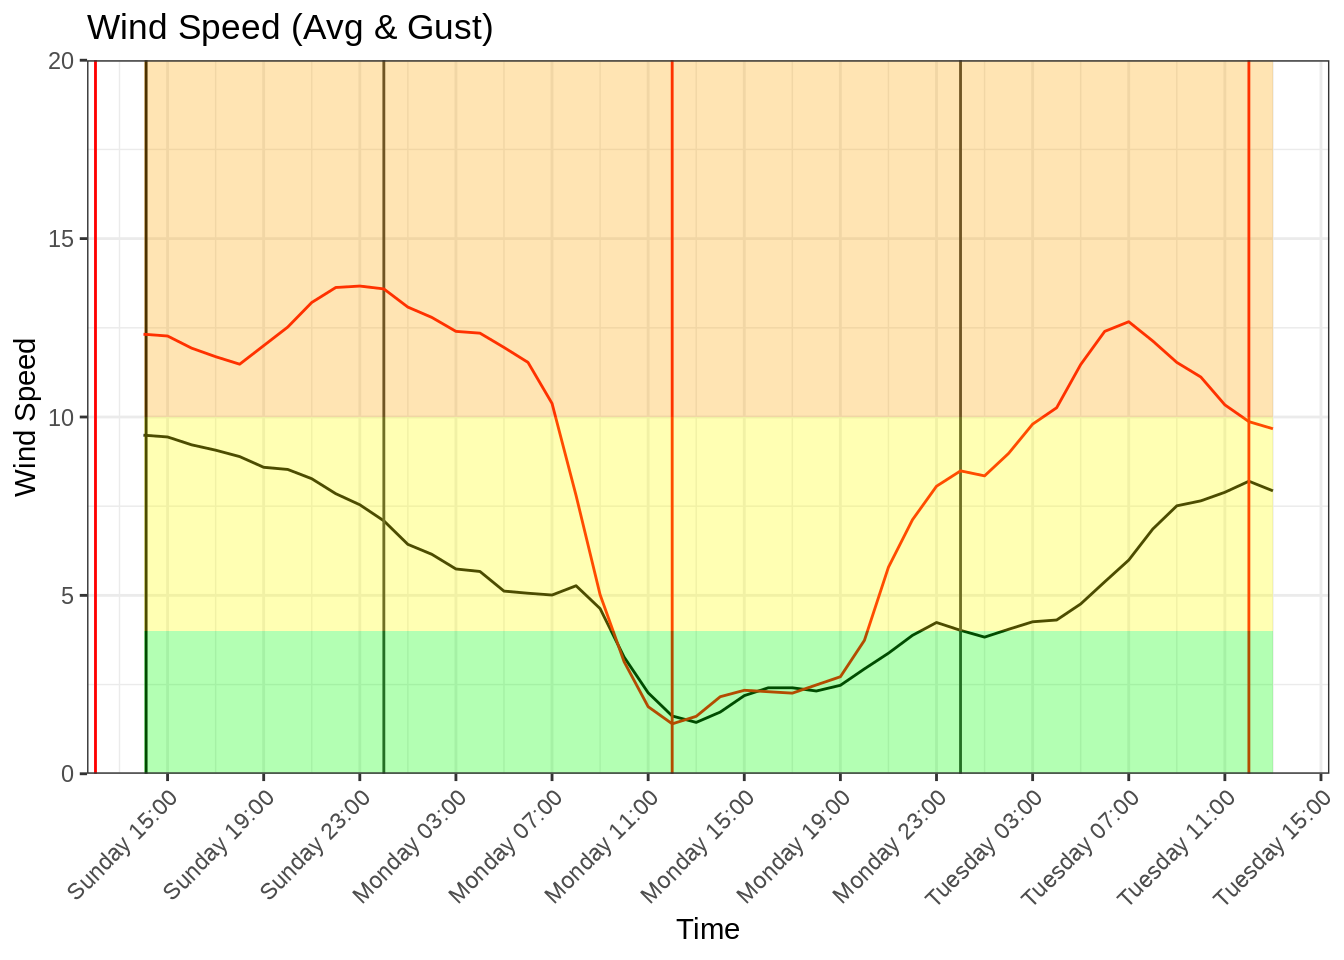 Wind Speed (Avg & Gust)
20
15
10
5
0
Wind Speed
Sunday 15:00
Sunday 19:00
Sunday 23:00
Monday 03:00
Monday 07:00
Monday 11:00
Monday 15:00
Monday 19:00
Monday 23:00
Tuesday 03:00
Tuesday 07:00
Tuesday 11:00
Tuesday 15:00
Time